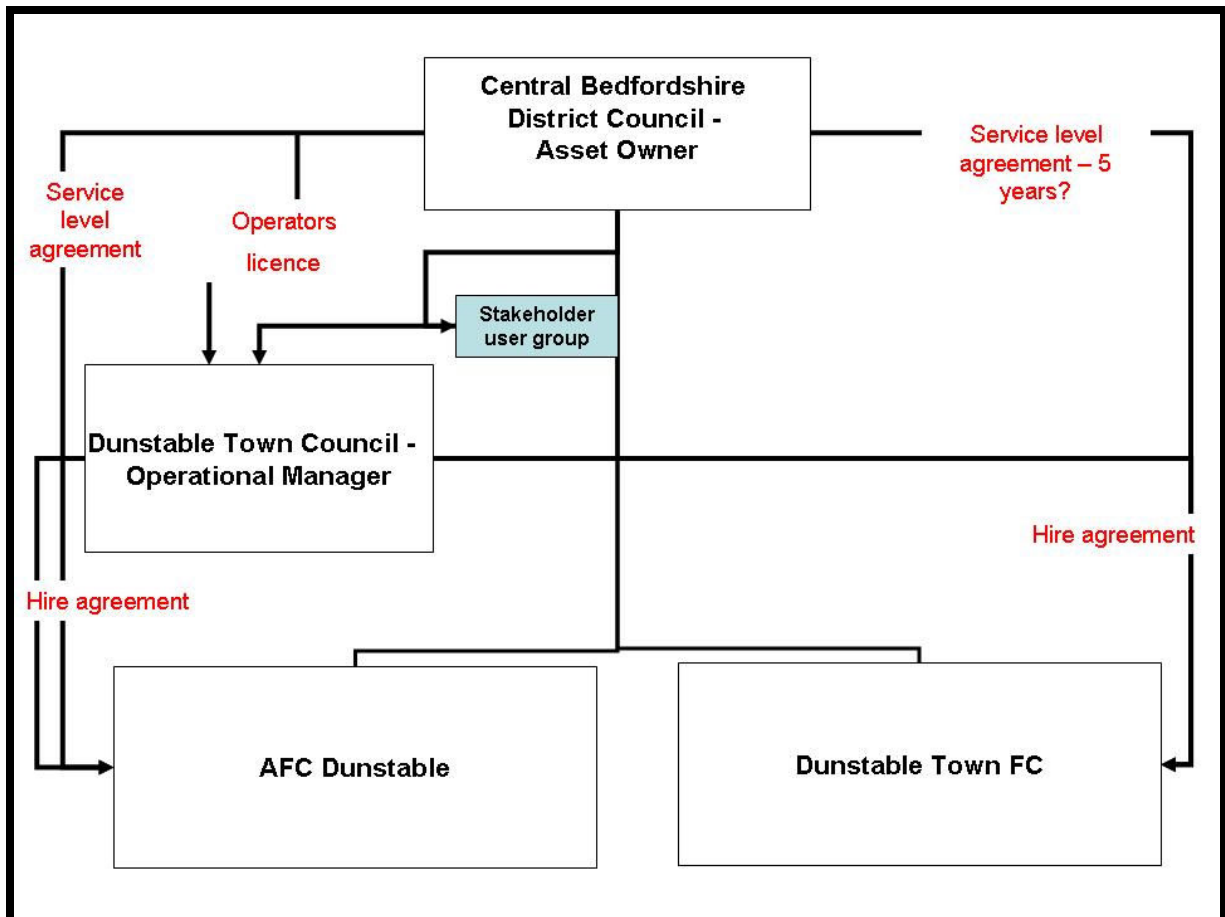 Central Bedfordshire
District Council -
Asset Owner
Service level
agreement – 5
years?
Service
level
agreement
Operators
licence
Stakeholder
user group
Dunstable Town Council -
Operational Manager
Hire agreement
Hire agreement
AFC Dunstable
Dunstable Town FC